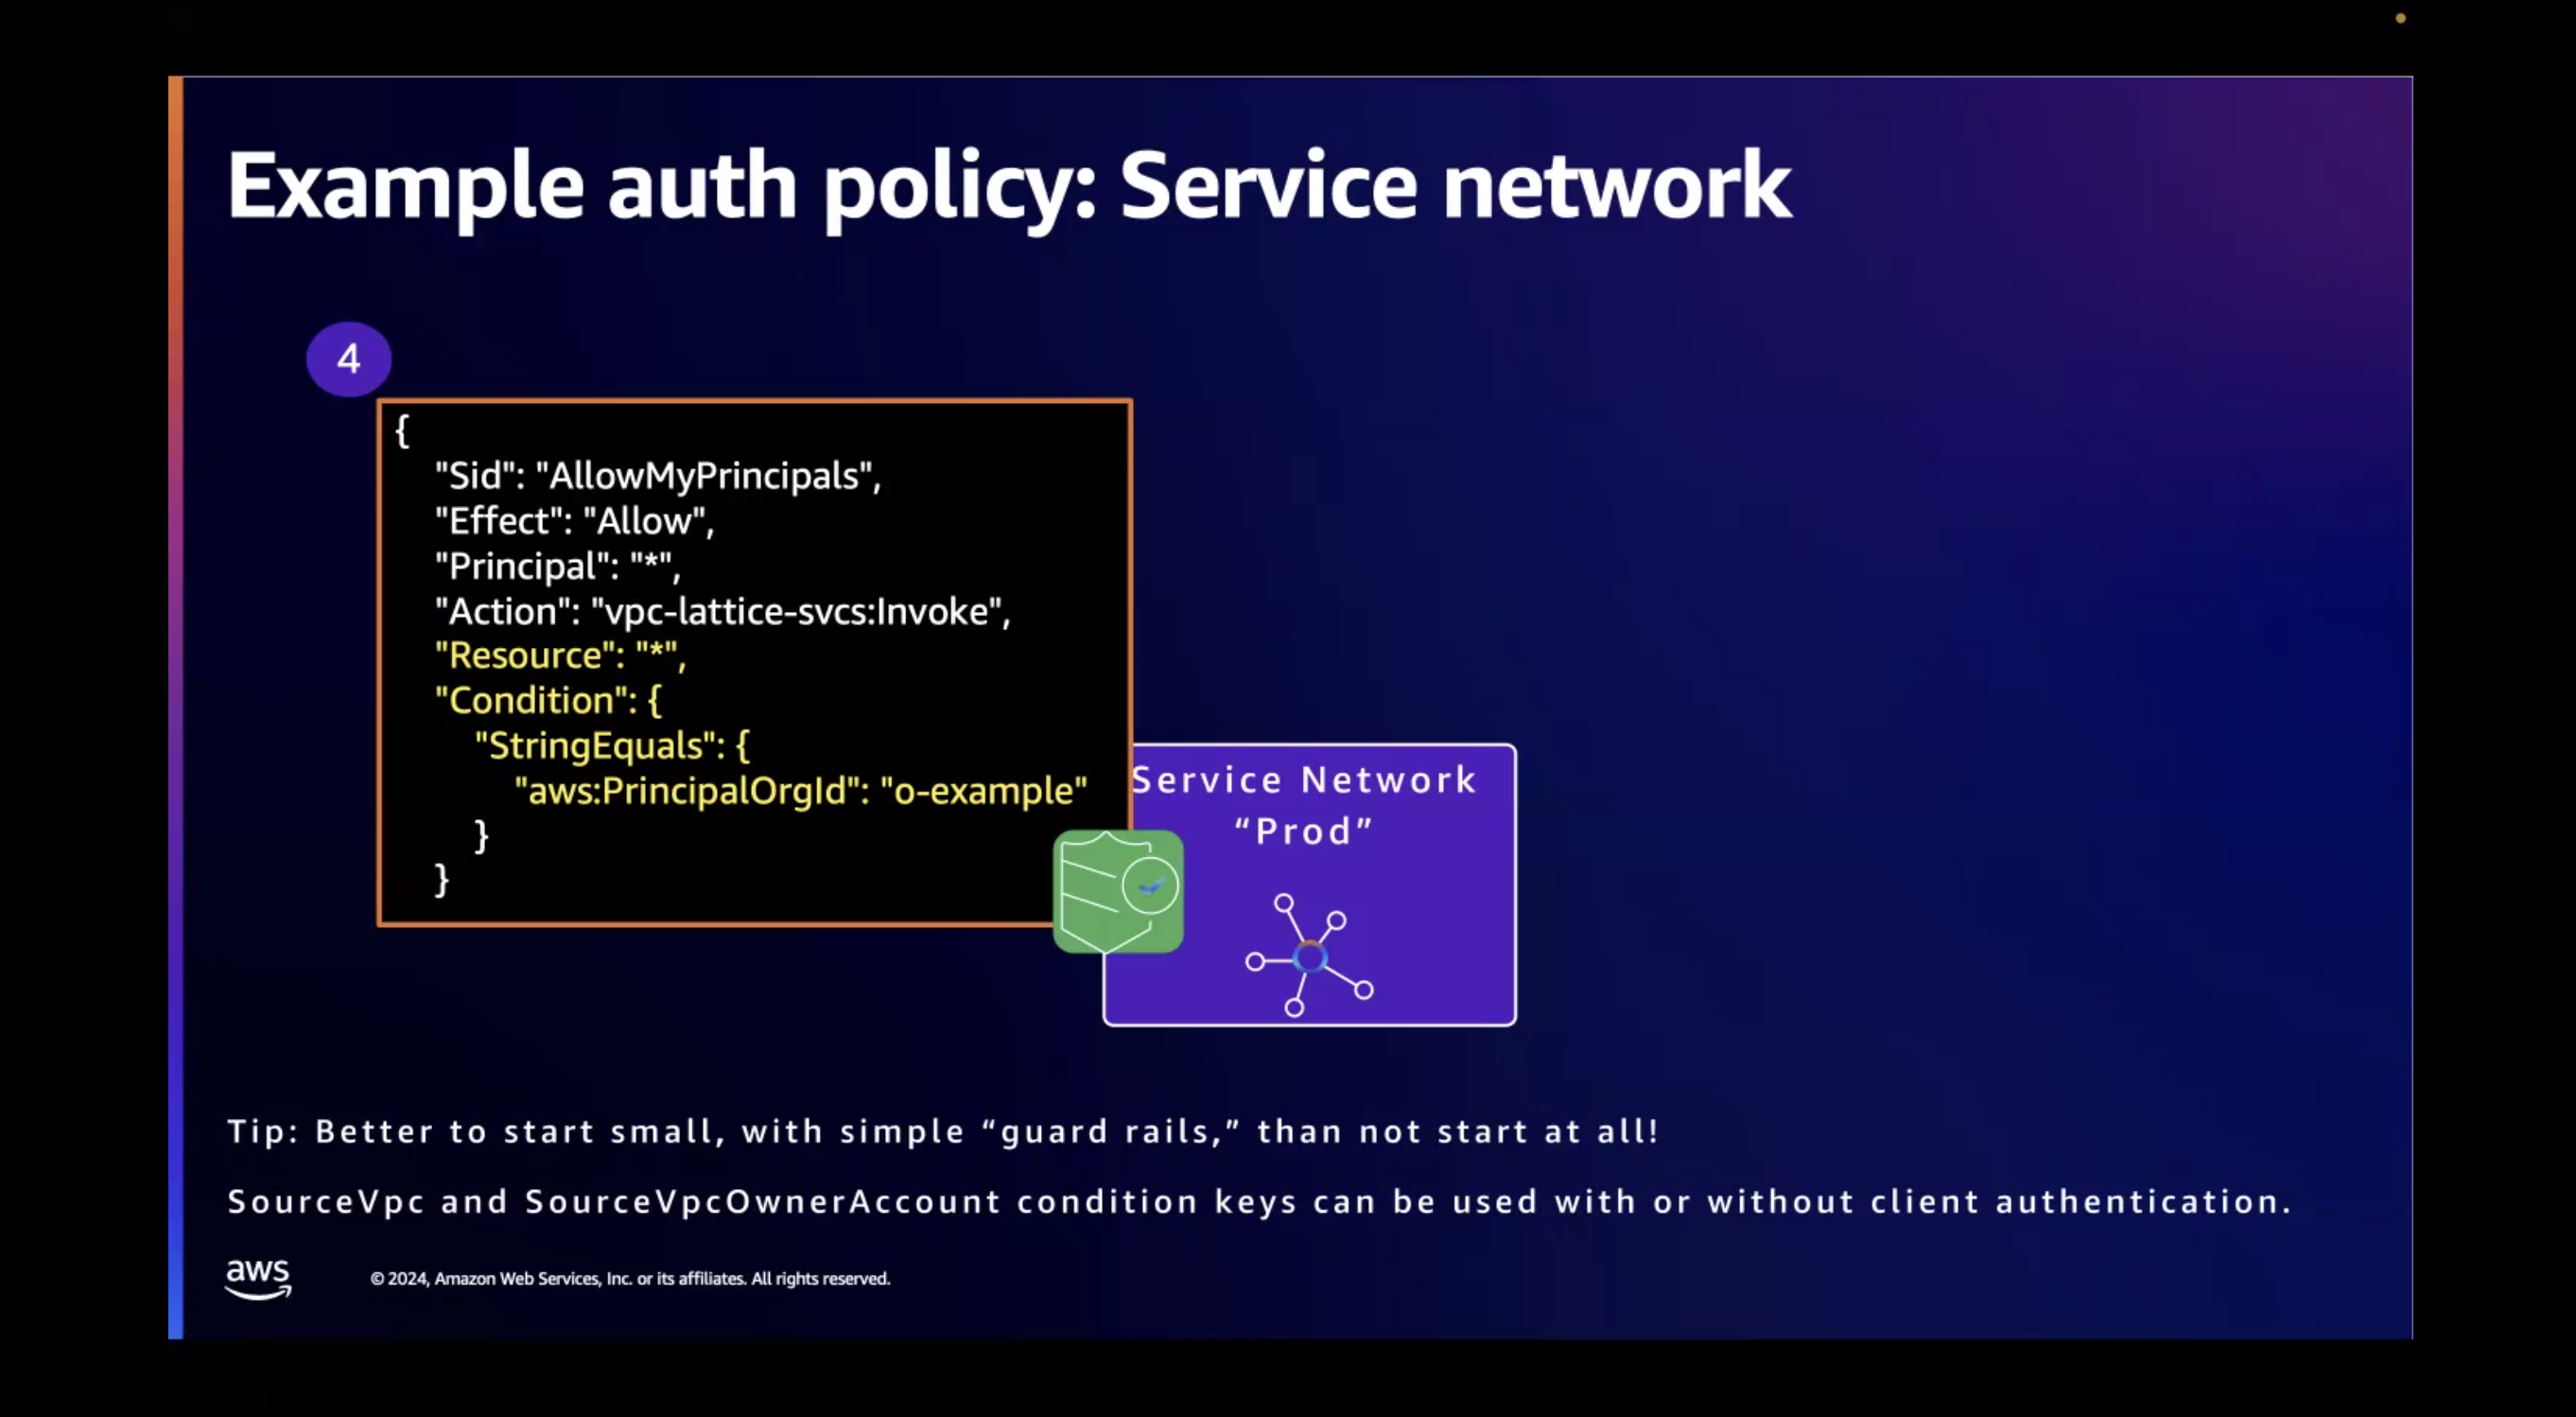 Example auth policy: Service network
4
{
"Sid": "AllowMyPrincipals",
"Effect": "Allow",
"Principal": "*",
"Action": "vpc-lattice-svcs:Invoke",
"Resource": "*",
"Condition": {
"StringEquals": {
"aws:PrincipalOrgId": "o-example"
}
}
Service Network
“Prod”
Tip: Better to start small, with simple “guard rails,” than not start at all!
SourceVpc and SourceVpcOwnerAccount condition keys can be used with or without client authentication.
aws
© 2024, Amazon Web Services, Inc. or its affiliates. All rights reserved.